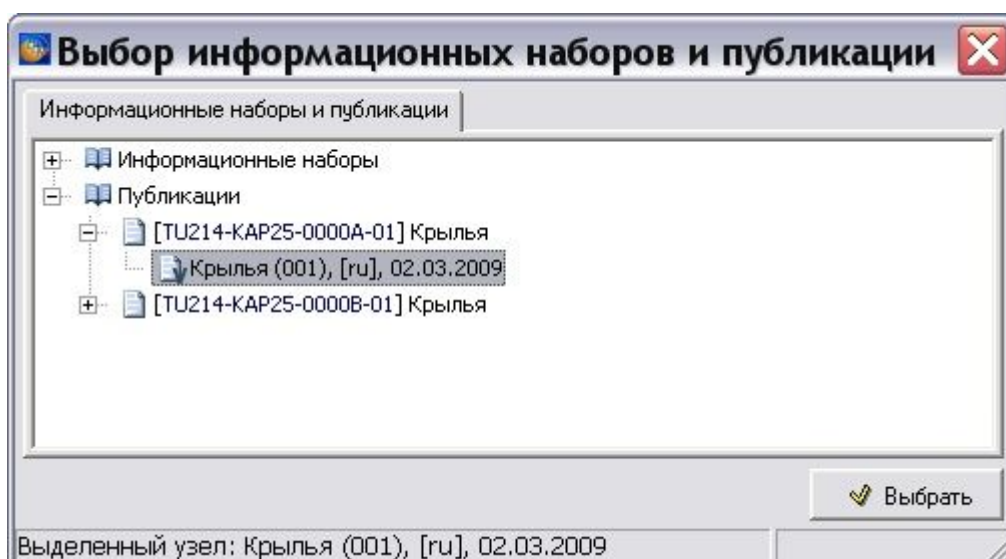 Выбор информационных наборов и публикации
Информационные наборы и публикации
Информационные наборы
Публикации
[TU214-KAP25-0000A-01] Крылья
Крылья (001), [ru], 02.03.2009
[TU214-KAP25-0000B-01] Крылья
Выбрать
Выделенный узел: Крылья (001), [ru], 02.03.2009